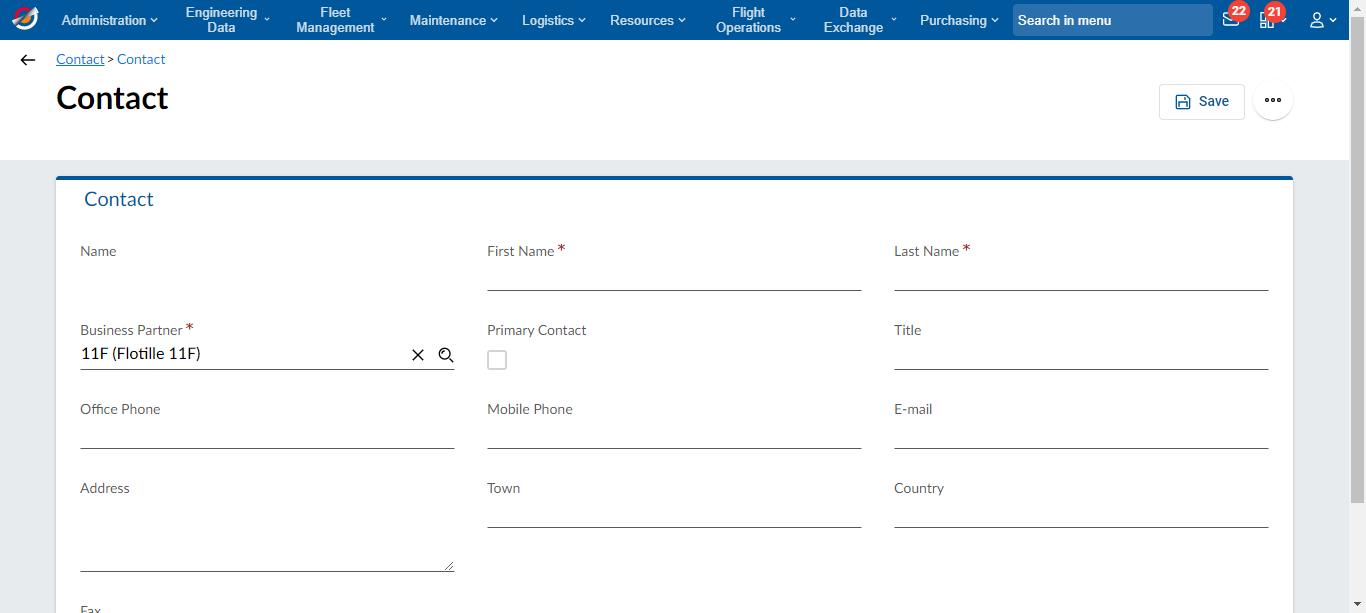 Administration
Engineering
Data
Fleet
Management
Maintenance
Logistics
Resources
Flight
Operations
Data
Exchange
Purchasing
Search in menu
22
21
Contact > Contact
Contact
Save
Contact
Name
First Name *
Last Name *
Business Partner *
11F (Flotille 11F)
Primary Contact
Title
Office Phone
Mobile Phone
E-mail
Address
Town
Country
Fax